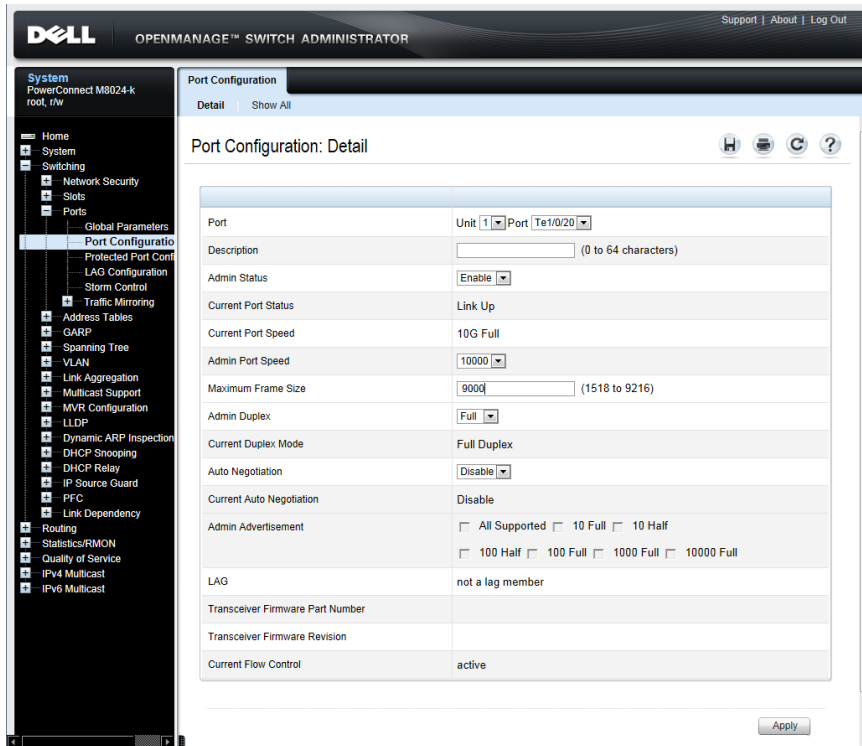 Support | About | Log Out
DELL
OPENMANAGE™ SWITCH ADMINISTRATOR
System
PowerConnect M8024-k
root, r/w
Home
System
Switching
Network Security
Slots
Ports
Global Parameters
Port Configuratio
Protected Port Confi
LAG Configuration
Storm Control
Traffic Mirroring
Address Tables
GARP
Spanning Tree
VLAN
Link Aggregation
Multicast Support
MVR Configuration
LLDP
Dynamic ARP Inspection
DHCP Snooping
DHCP Relay
IP Source Guard
PFC
Link Dependency
Routing
Statistics/RMON
Quality of Service
IPv4 Multicast
IPv6 Multicast
Port Configuration
Detail | Show All
Port Configuration: Detail
Port Unit 1 Port Te1/0/20
Description (0 to 64 characters)
Admin Status Enable
Current Port Status Link Up
Current Port Speed 10G Full
Admin Port Speed 10000
Maximum Frame Size 9000 (1518 to 9216)
Admin Duplex Full
Current Duplex Mode Full Duplex
Auto Negotiation Disable
Current Auto Negotiation Disable
Admin Advertisement All Supported 10 Full 10 Half
100 Half 100 Full 1000 Full 10000 Full
LAG not a lag member
Transceiver Firmware Part Number
Transceiver Firmware Revision
Current Flow Control active
Apply